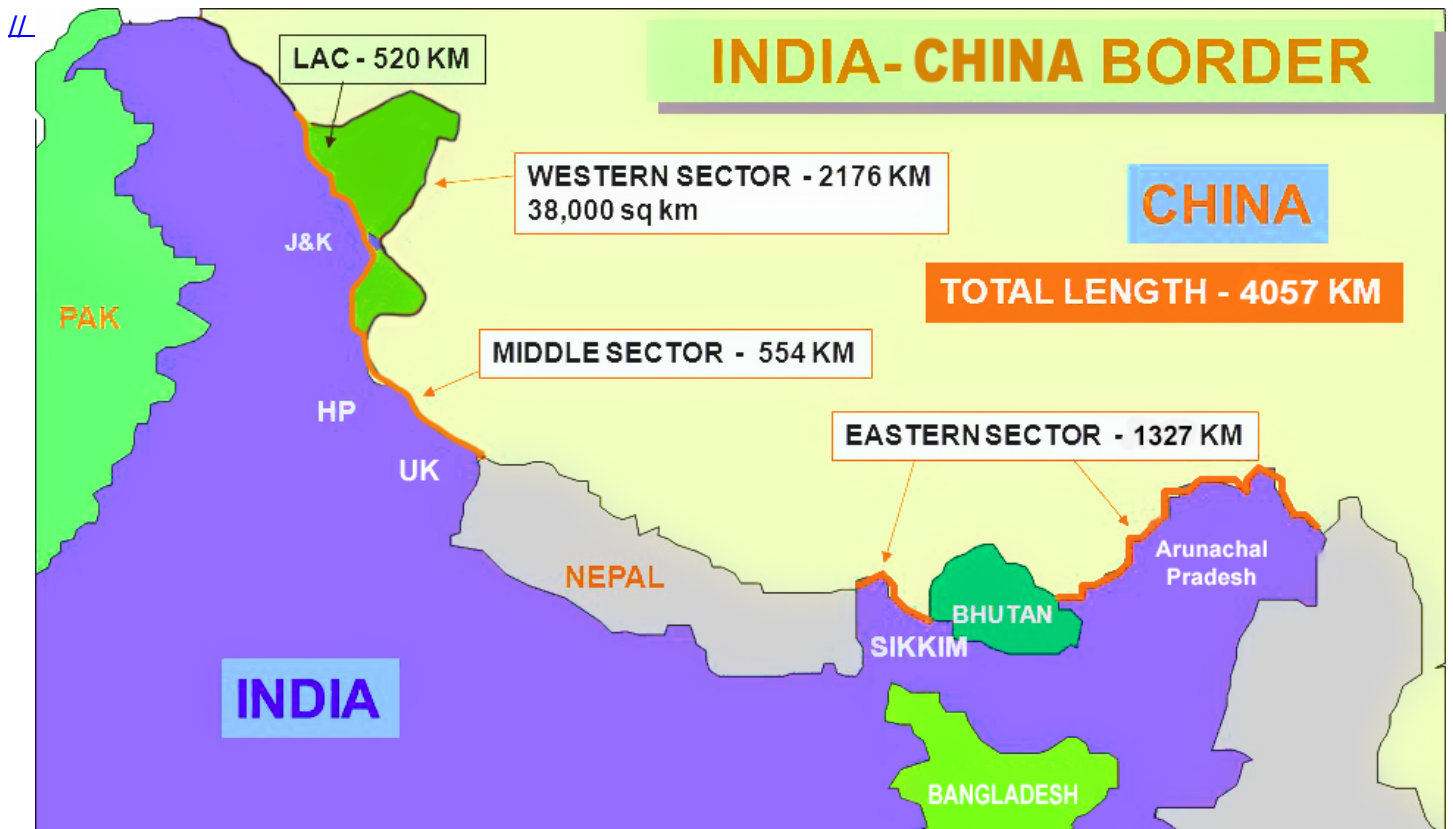 //
INDIA- CHINA BORDER
LAC - 520 KM
WESTERN SECTOR - 2176 KM
38,000 sq km
CHINA
J&K
TOTAL LENGTH - 4057 KM
PAK
MIDDLE SECTOR - 554 KM
HP
EASTERN SECTOR - 1327 KM
UK
Arunachal
Pradesh
NEPAL
BHUTAN
SIKKIM
INDIA
BANGLADESH